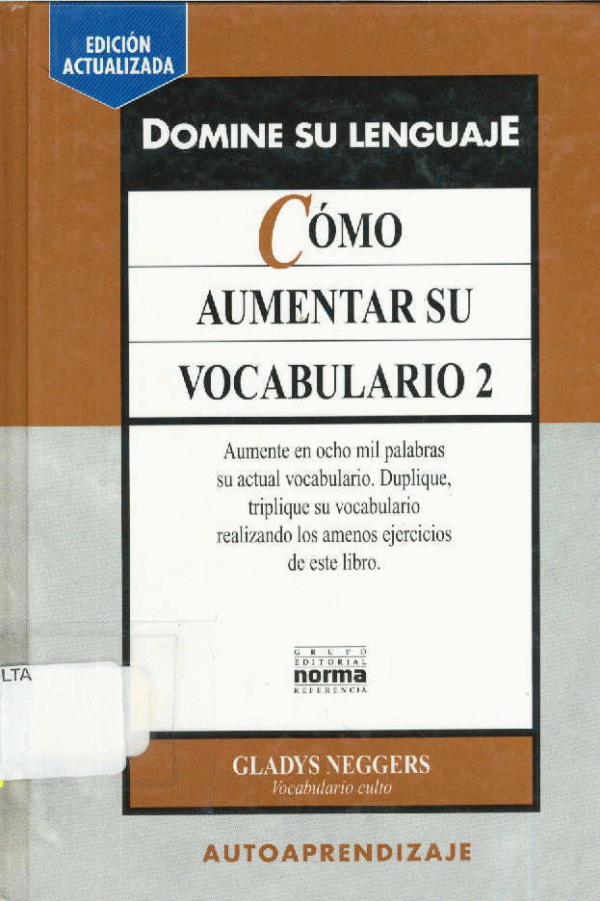 EDICIÓN
ACTUALIZADA
DOMINE SU LENGUAJE
CÓMO
AUMENTAR SU
VOCABULARIO 2
Aumente en ocho mil palabras
su actual vocabulario. Duplique,
triplique su vocabulario
realizando los amenos ejercicios
de este libro.
GRUPO
EDITORIAL
norma
REFERENCIA
LTA
GLADYS NEGGERS
Vocabulario culto
AUTOAPRENDIZAJE